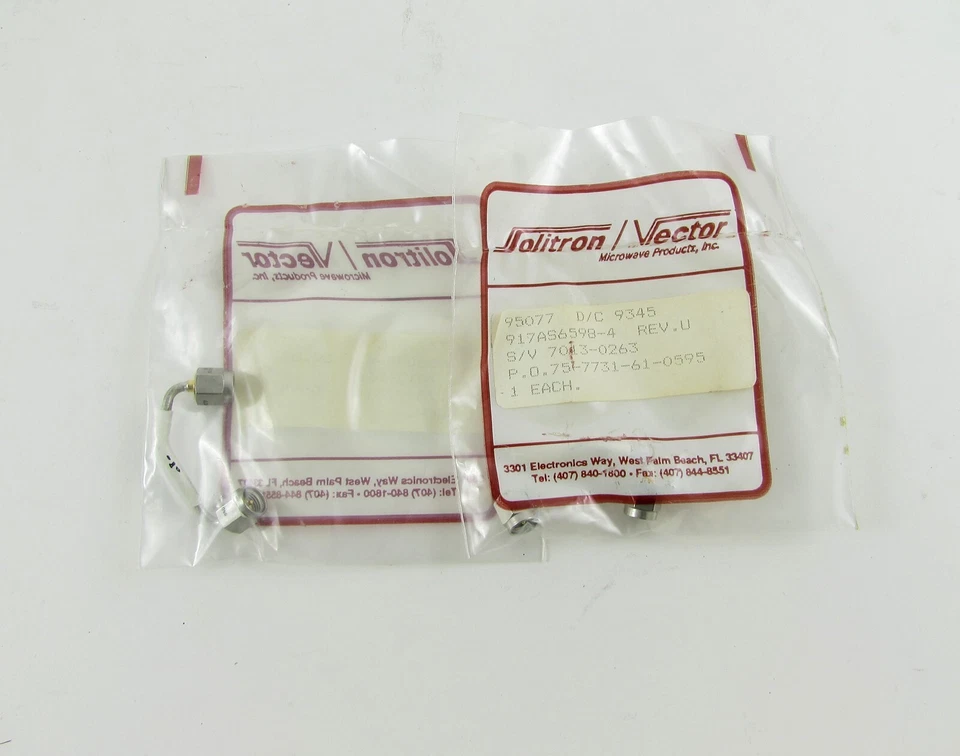 Solitron / Vector
Microwave Products, Inc.
95077 D/C 9345
917AS6598-4 REV.U
S/V 7013-0263
P.O.75-7731-61-0595
1 EACH.
3301 Electronics Way, West Palm Beach, FL 33407
Tel: (407) 840-1800 • Fax: (407) 844-8551
Solitron / Vector
Microwave Products, Inc.
Electronics Way, West Palm Beach, FL
Tel: (407) 840-1800 • Fax: (407) 844-855